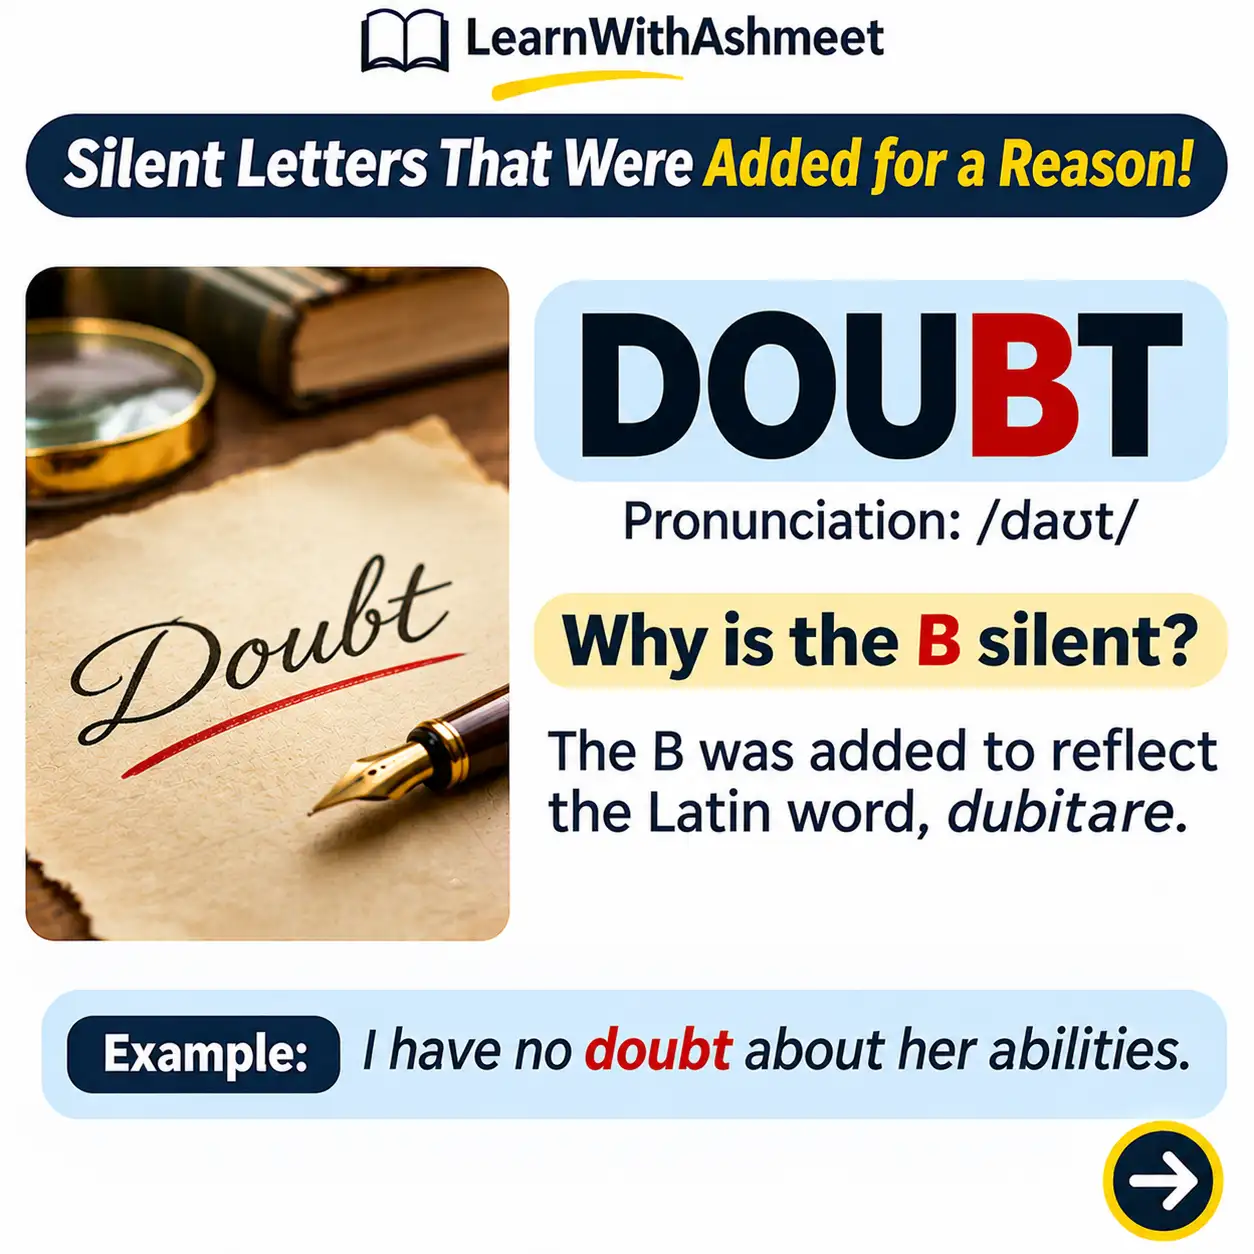 LearnWithAshmeet
Silent Letters That Were Added for a Reason!
DOUBT
Pronunciation: /daʊt/
Doubt
Why is the B silent?
The B was added to reflect
the Latin word, dubitare.
Example: I have no doubt about her abilities.